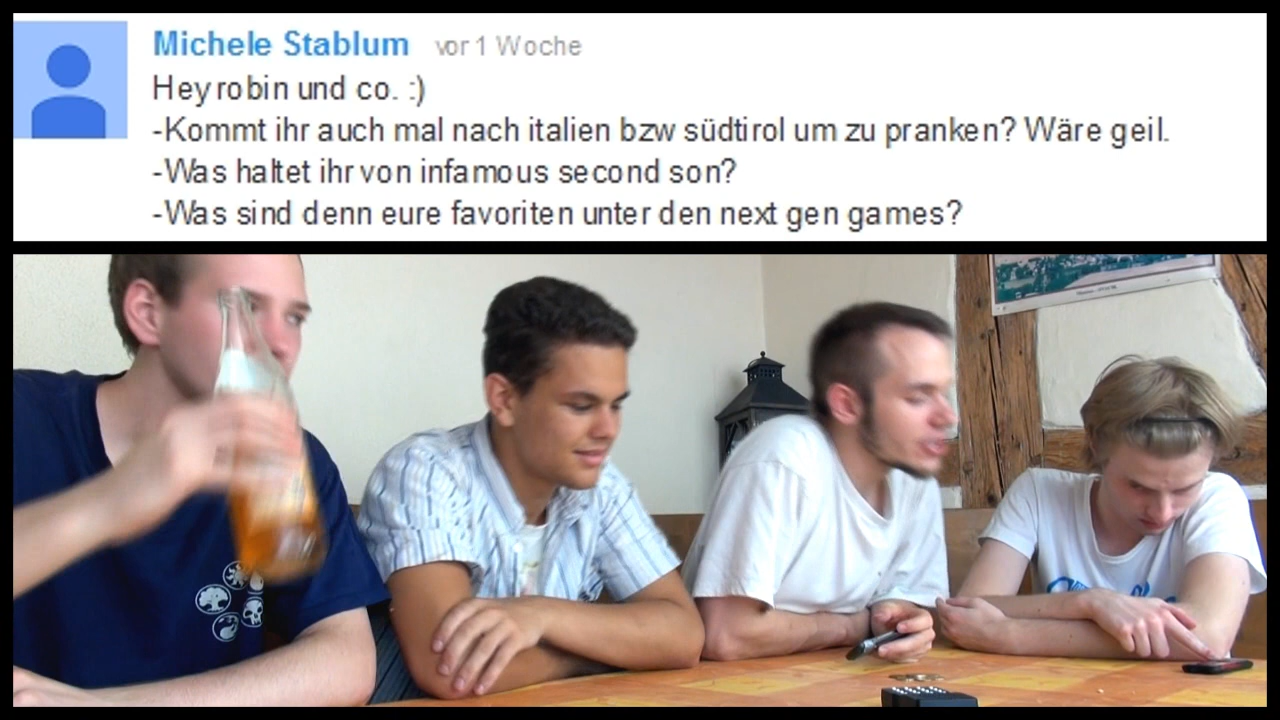 Michele Stablum vor 1 Woche
Hey robin und co. :)
-Kommt ihr auch mal nach italien bzw südtirol um zu pranken? Wäre geil.
-Was haltet ihr von infamous second son?
-Was sind denn eure favoriten unter den next gen games?